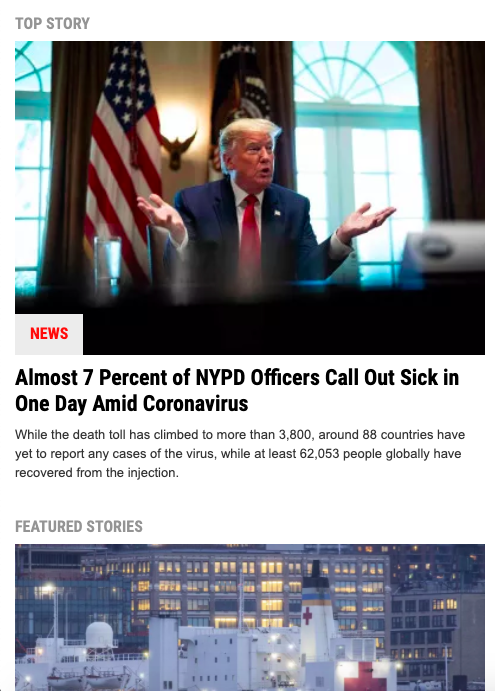 TOP STORY
NEWS
Almost 7 Percent of NYPD Officers Call Out Sick in
One Day Amid Coronavirus
While the death toll has climbed to more than 3,800, around 88 countries have
yet to report any cases of the virus, while at least 62,053 people globally have
recovered from the injection.
FEATURED STORIES